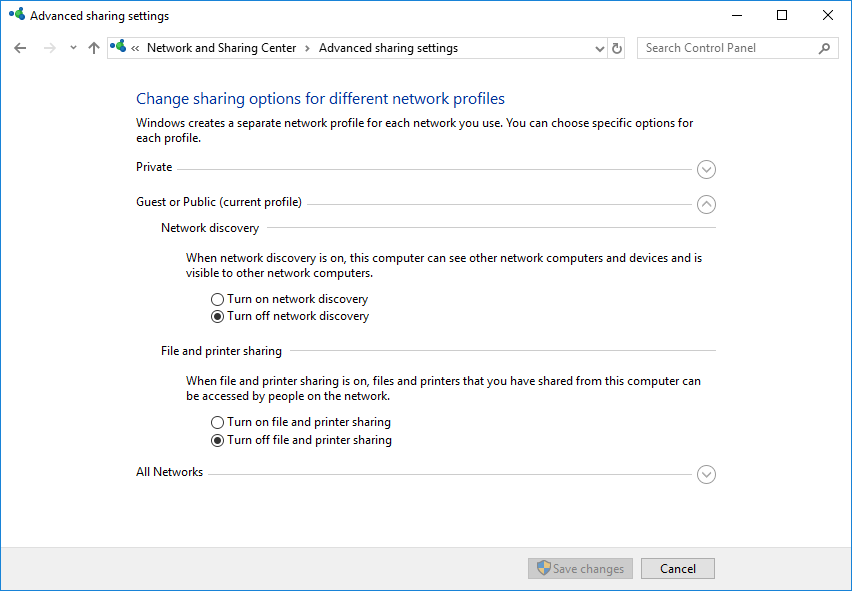 Advanced sharing settings
« Network and Sharing Center › Advanced sharing settings
Search Control Panel
Change sharing options for different network profiles
Windows creates a separate network profile for each network you use. You can choose specific options for
each profile.
Private
Guest or Public (current profile)
Network discovery
When network discovery is on, this computer can see other network computers and devices and is
visible to other network computers.
Turn on network discovery
Turn off network discovery
File and printer sharing
When file and printer sharing is on, files and printers that you have shared from this computer can
be accessed by people on the network.
Turn on file and printer sharing
Turn off file and printer sharing
All Networks
Save changes
Cancel